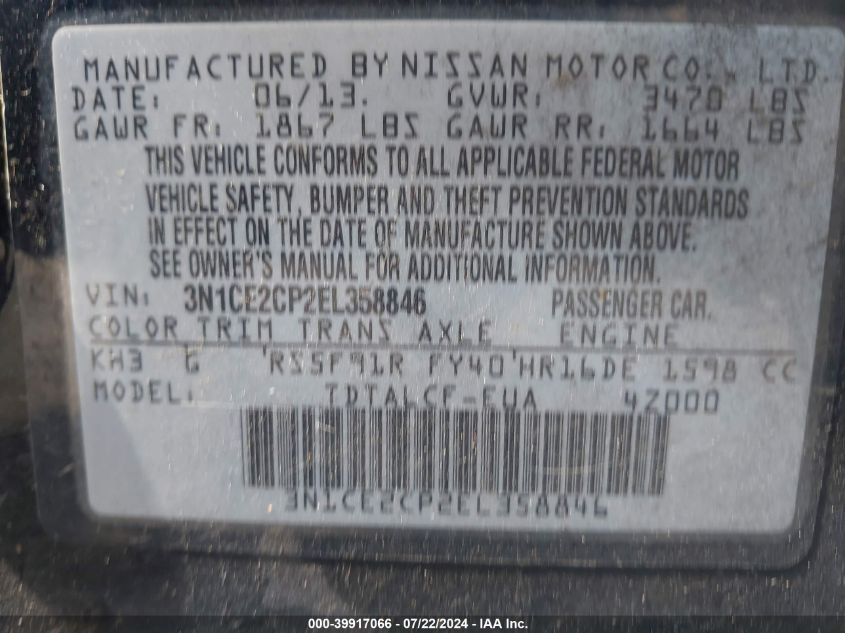 MANUFACTURED BY NISSAN MOTOR CO., LTD.
DATE: 06/13. GVWR: 3470 LBS
GAWR FR: 1867 LBS GAWR RR: 1664 LBS
THIS VEHICLE CONFORMS TO ALL APPLICABLE FEDERAL MOTOR
VEHICLE SAFETY, BUMPER AND THEFT PREVENTION STANDARDS
IN EFFECT ON THE DATE OF MANUFACTURE SHOWN ABOVE.
SEE OWNER'S MANUAL FOR ADDITIONAL INFORMATION.
VIN: 3N1CE2CP2EL358846 PASSENGER CAR.
COLOR TRIM TRANS AXLE ENGINE
KH3 G 'RS5F91R FY40'HR16DE 1598 CC
MODEL: TDTALCF-EUA 4Z000
3N1CE2CP2EL358846
000-39917066 - 07/22/2024 - IAA Inc.